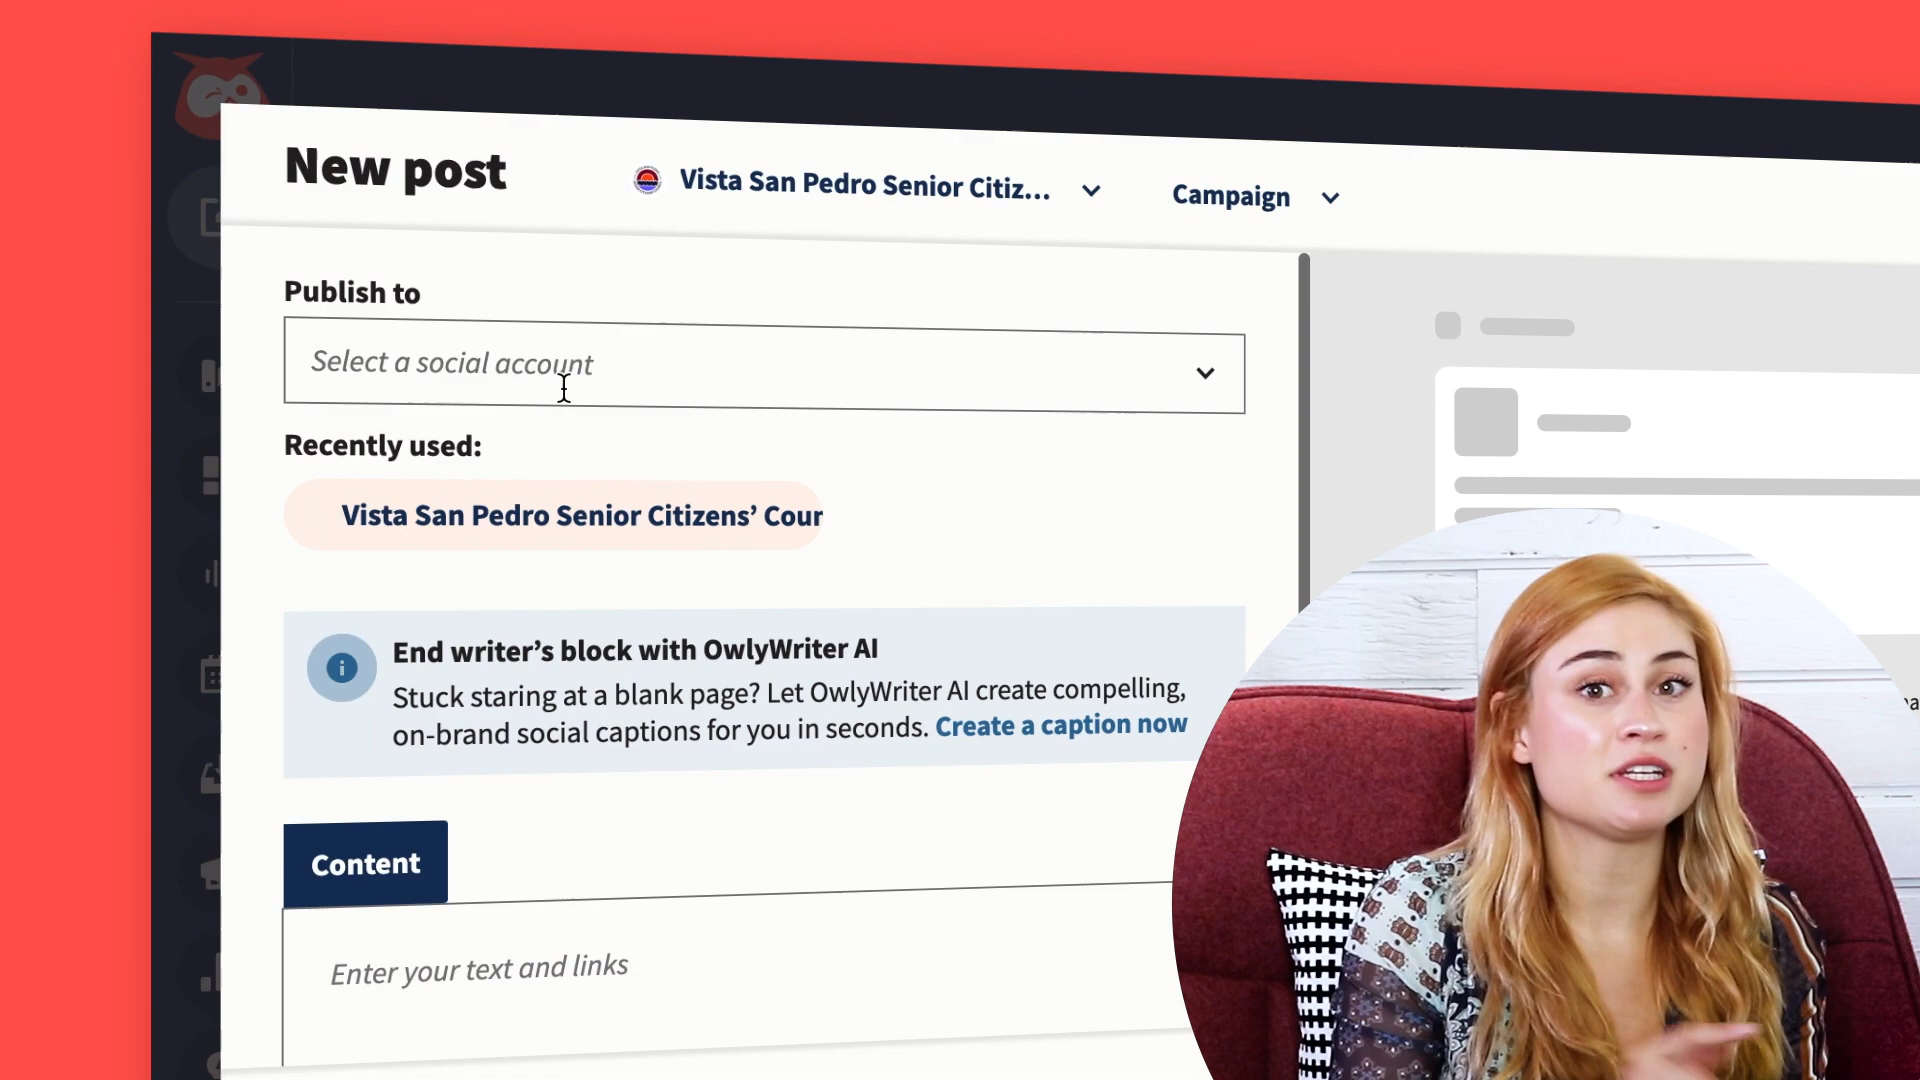 New post
Vista San Pedro Senior Citiz...
Campaign
Publish to
Select a social account
Recently used:
Vista San Pedro Senior Citizens’ Cour
End writer’s block with OwlyWriter AI
Stuck staring at a blank page? Let OwlyWriter AI create compelling,
on-brand social captions for you in seconds. Create a caption now
Content
Enter your text and links